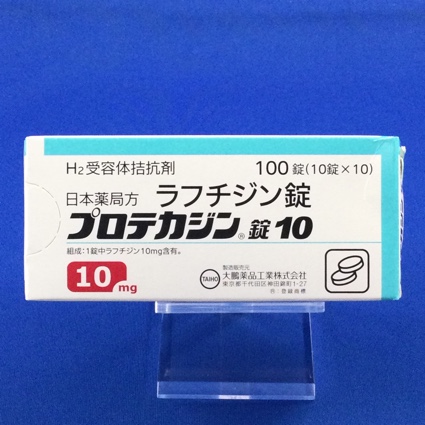 H2受容体拮抗剤 100錠(10錠×10)
日本薬局方 ラフチジン錠
プロテカジン®錠10
組成:1錠中ラフチジン10mg含有。
10mg
TAIHO
製造販売元
大鵬薬品工業株式会社
東京都千代田区神田錦町1-27
®:登録商標